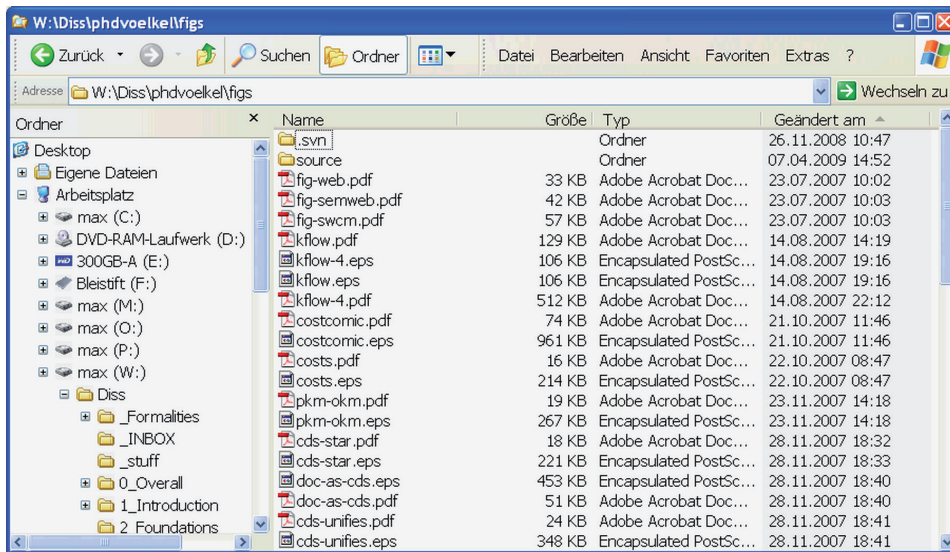 W:\Diss\phdvoelkel\figs
Zurück Suchen Ordner Datei Bearbeiten Ansicht Favoriten Extras ?
Adresse W:\Diss\phdvoelkel\figs Wechseln zu
Ordner x Name Größe Typ Geändert am
Desktop
Eigene Dateien
Arbeitsplatz
max (C:)
DVD-RAM-Laufwerk (D:)
300GB-A (E:)
Bleistift (F:)
max (M:)
max (O:)
max (P:)
max (W:)
Diss
_Formalities
_INBOX
_stuff
0_Overall
1_Introduction
2_Foundations
.svn Ordner 26.11.2008 10:47
source Ordner 07.04.2009 14:52
fig-web.pdf 33 KB Adobe Acrobat Doc... 23.07.2007 10:02
fig-semweb.pdf 42 KB Adobe Acrobat Doc... 23.07.2007 10:03
fig-swcm.pdf 57 KB Adobe Acrobat Doc... 23.07.2007 10:03
kflow.pdf 129 KB Adobe Acrobat Doc... 14.08.2007 14:19
kflow-4.eps 106 KB Encapsulated PostSc... 14.08.2007 19:16
kflow.eps 106 KB Encapsulated PostSc... 14.08.2007 19:16
kflow-4.pdf 512 KB Adobe Acrobat Doc... 14.08.2007 22:12
costcomic.pdf 74 KB Adobe Acrobat Doc... 21.10.2007 11:46
costcomic.eps 961 KB Encapsulated PostSc... 21.10.2007 11:46
costs.pdf 16 KB Adobe Acrobat Doc... 22.10.2007 08:47
costs.eps 214 KB Encapsulated PostSc... 22.10.2007 08:47
pkm-okm.pdf 19 KB Adobe Acrobat Doc... 23.11.2007 14:18
pkm-okm.eps 267 KB Encapsulated PostSc... 23.11.2007 14:18
cds-star.pdf 18 KB Adobe Acrobat Doc... 28.11.2007 18:32
cds-star.eps 221 KB Encapsulated PostSc... 28.11.2007 18:33
doc-as-cds.eps 453 KB Encapsulated PostSc... 28.11.2007 18:40
doc-as-cds.pdf 51 KB Adobe Acrobat Doc... 28.11.2007 18:40
cds-unifies.pdf 24 KB Adobe Acrobat Doc... 28.11.2007 18:41
cds-unifies.eps 348 KB Encapsulated PostSc... 28.11.2007 18:41